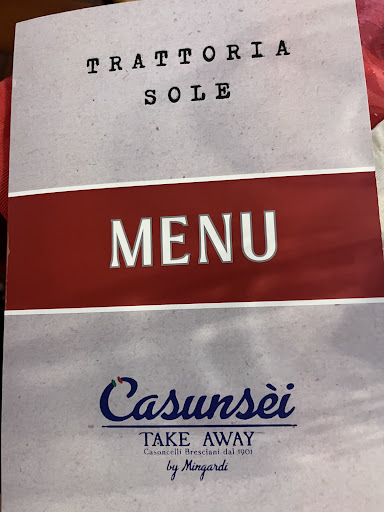 TRATTORIA
SOLE
MENU
Casunsèi
TAKE AWAY
Casoncelli Bresciani dal 1901
by Mingardi